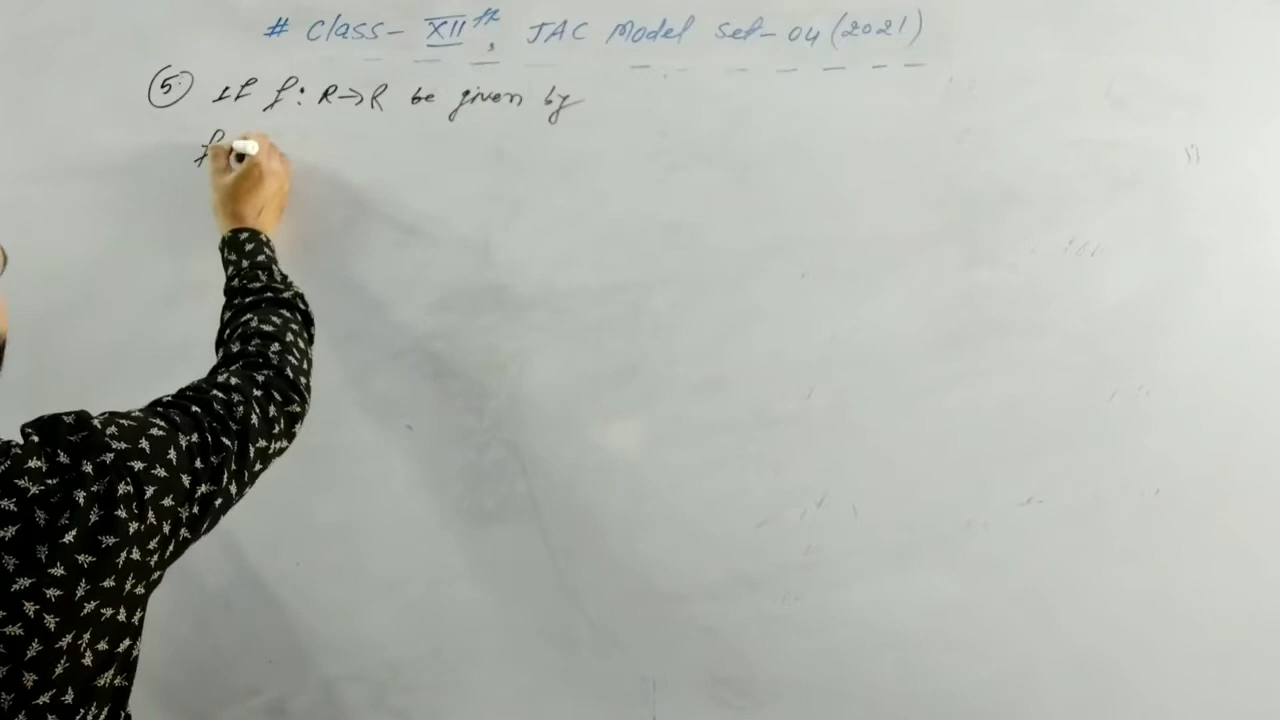 # Class- XIIth, JAC Model set-04 (2021)
(5.) If f: R→R be given by
f